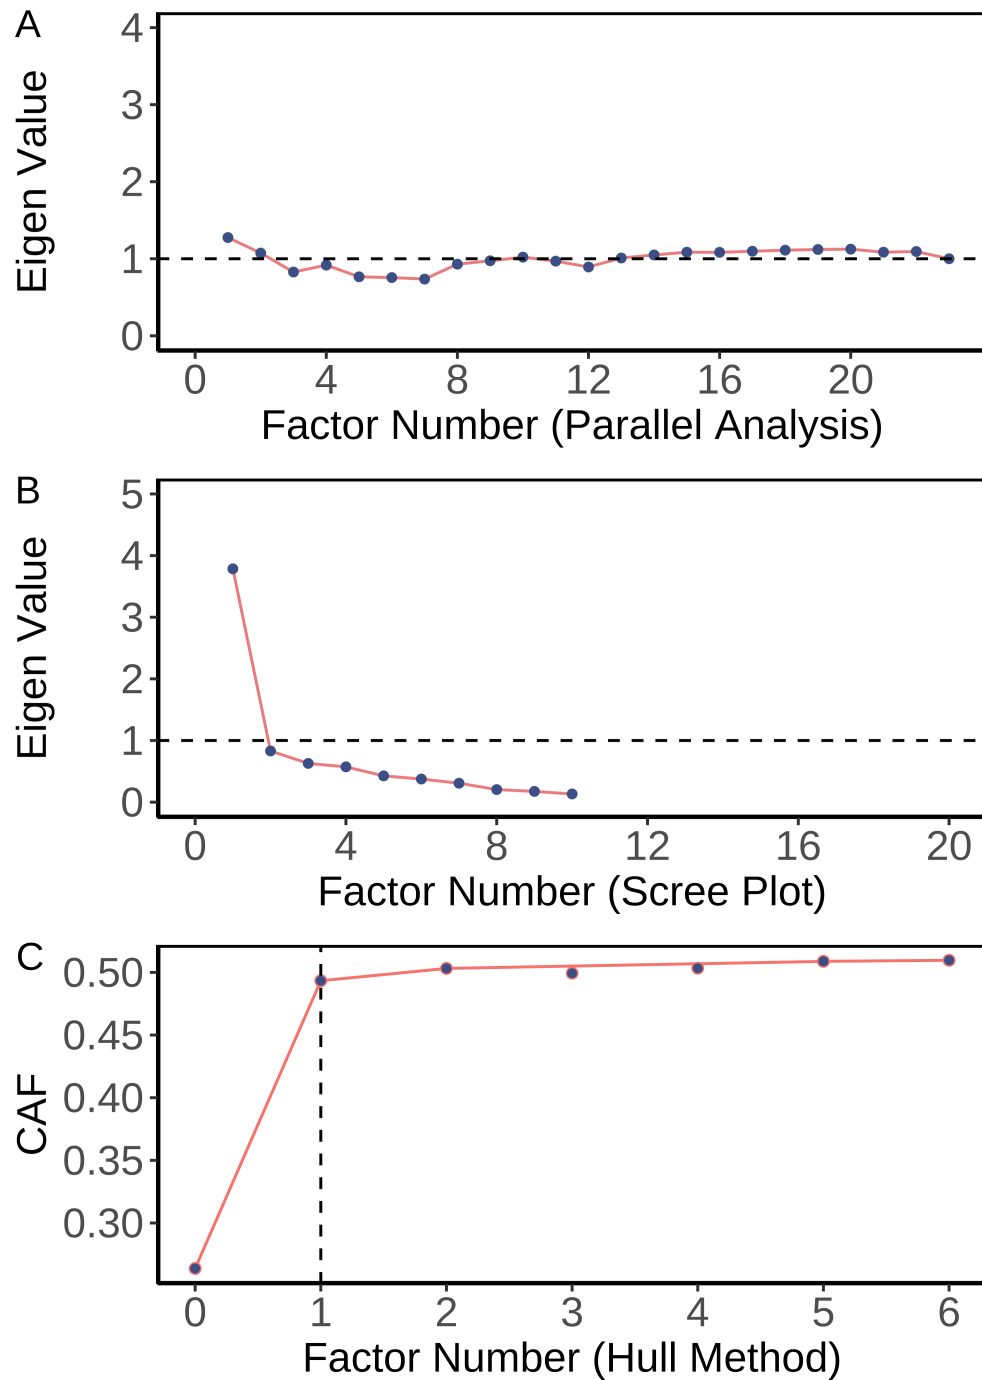 A
Eigen Value
4
3
2
1
0
0 4 8 12 16 20
Factor Number (Parallel Analysis)
B
Eigen Value
5
4
3
2
1
0
0 4 8 12 16 20
Factor Number (Scree Plot)
C
CAF
0.50
0.45
0.40
0.35
0.30
0 1 2 3 4 5 6
Factor Number (Hull Method)